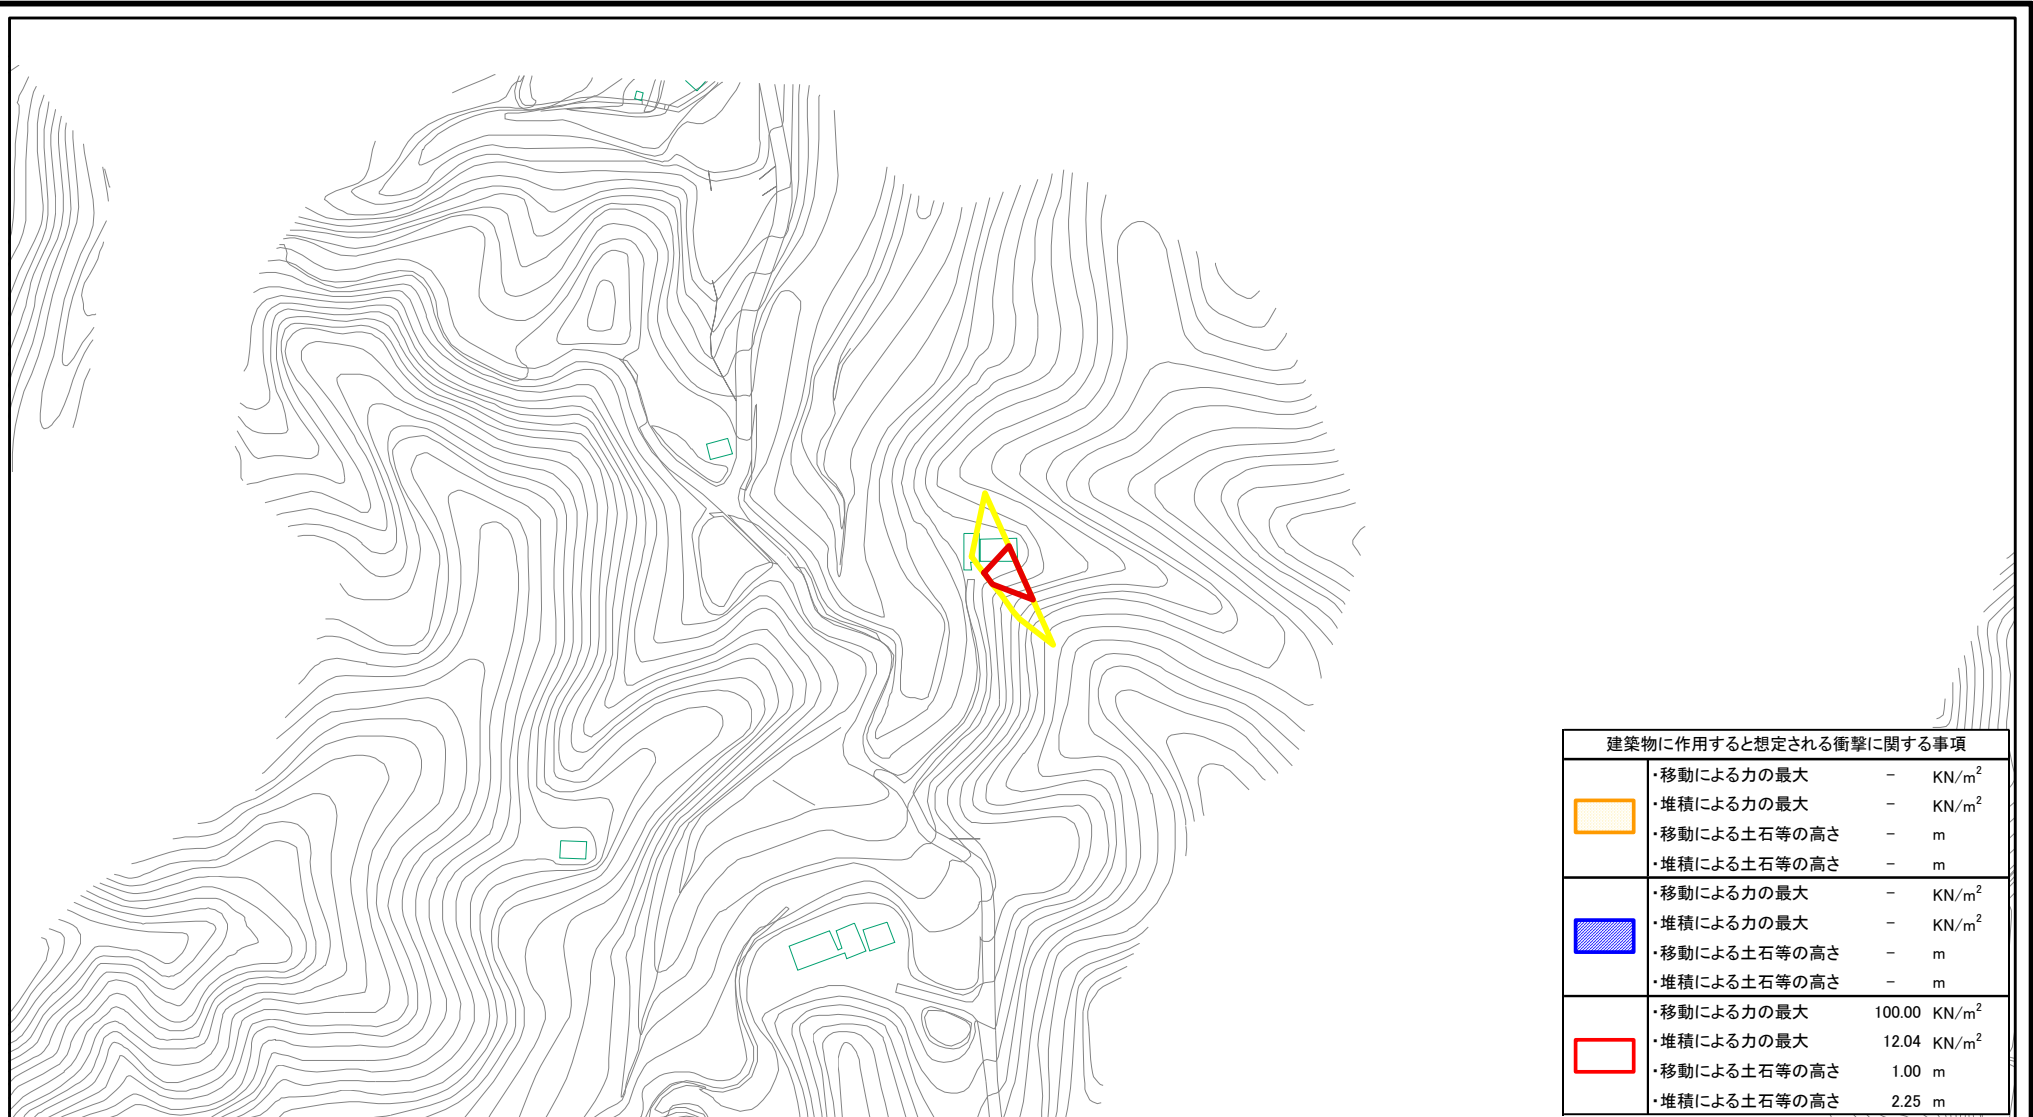 建築物に作用すると想定される衝撃に関する事項
・移動による力の最大 － KN/m²
・堆積による力の最大 － KN/m²
・移動による土石等の高さ － m
・堆積による土石等の高さ － m
・移動による力の最大 － KN/m²
・堆積による力の最大 － KN/m²
・移動による土石等の高さ － m
・堆積による土石等の高さ － m
・移動による力の最大 100.00 KN/m²
・堆積による力の最大 12.04 KN/m²
・移動による土石等の高さ 1.00 m
・堆積による土石等の高さ 2.25 m